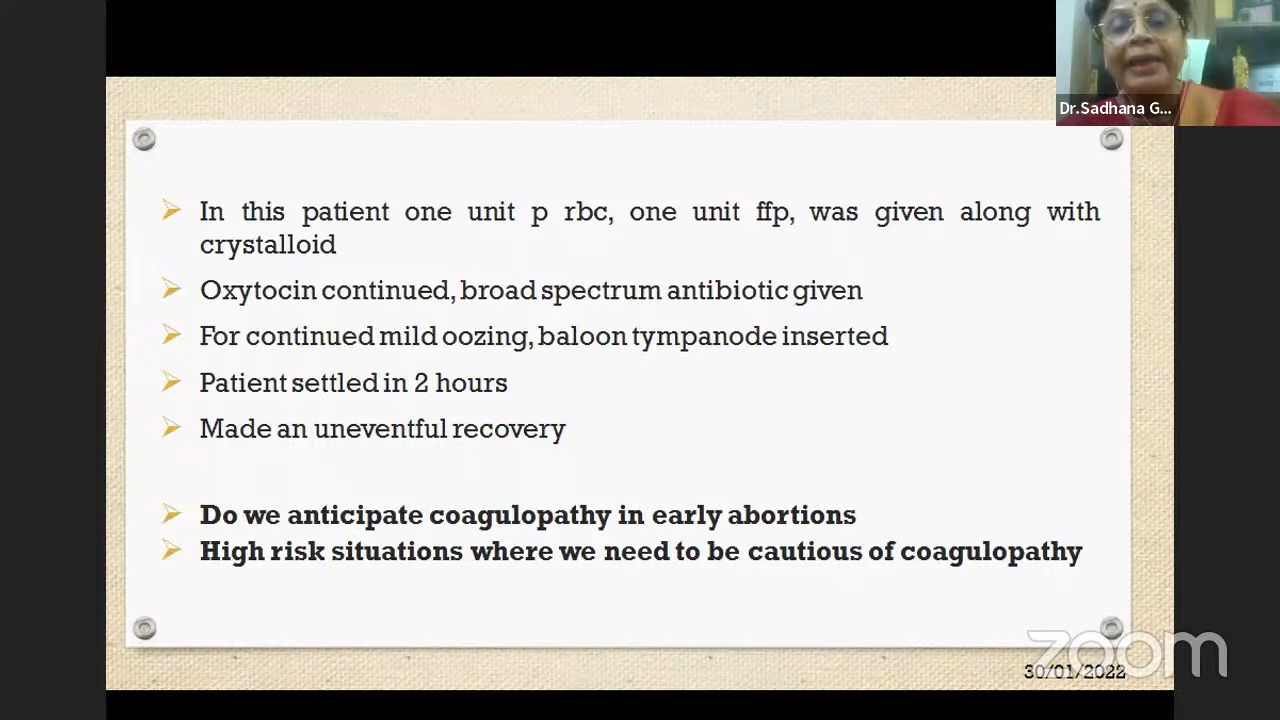 Dr.Sadhana G...
In this patient one unit p rbc, one unit ffp, was given along with
crystalloid
Oxytocin continued, broad spectrum antibiotic given
For continued mild oozing, baloon tympanode inserted
Patient settled in 2 hours
Made an uneventful recovery
Do we anticipate coagulopathy in early abortions
High risk situations where we need to be cautious of coagulopathy
zoom
30/01/2022